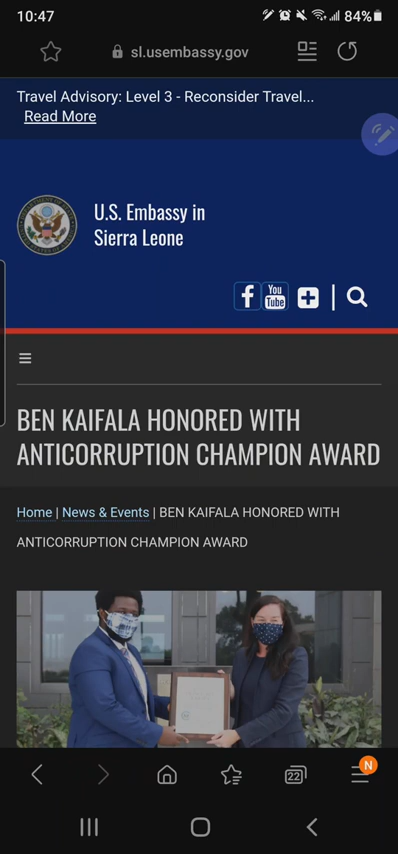 10:47
84%
sl.usembassy.gov
Travel Advisory: Level 3 - Reconsider Travel...
Read More
U.S. Embassy in
Sierra Leone
You
Tube
BEN KAIFALA HONORED WITH
ANTICORRUPTION CHAMPION AWARD
Home | News & Events | BEN KAIFALA HONORED WITH
ANTICORRUPTION CHAMPION AWARD
22
N